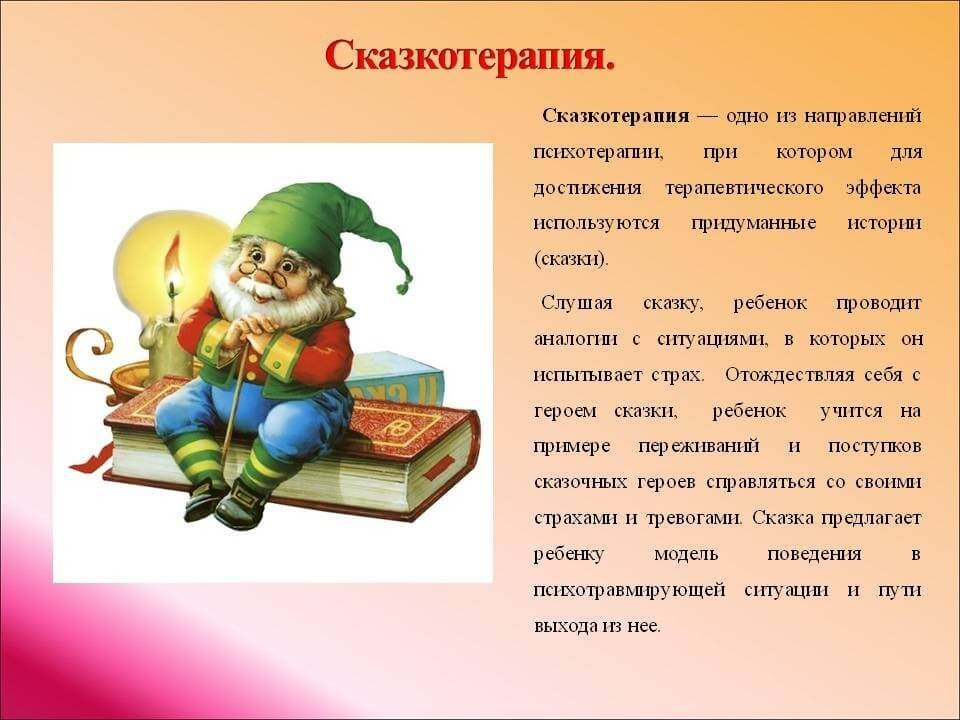 Сказкотерапия.
Сказкотерапия — одно из направлений
психотерапии, при котором для
достижения терапевтического эффекта
используются придуманные истории
(сказки).
Слушая сказку, ребенок проводит
аналогии с ситуациями, в которых он
испытывает страх. Отождествляя себя с
героем сказки, ребенок учится на
примере переживаний и поступков
сказочных героев справляться со своими
страхами и тревогами. Сказка предлагает
ребенку модель поведения в
психотравмирующей ситуации и пути
выхода из нее.